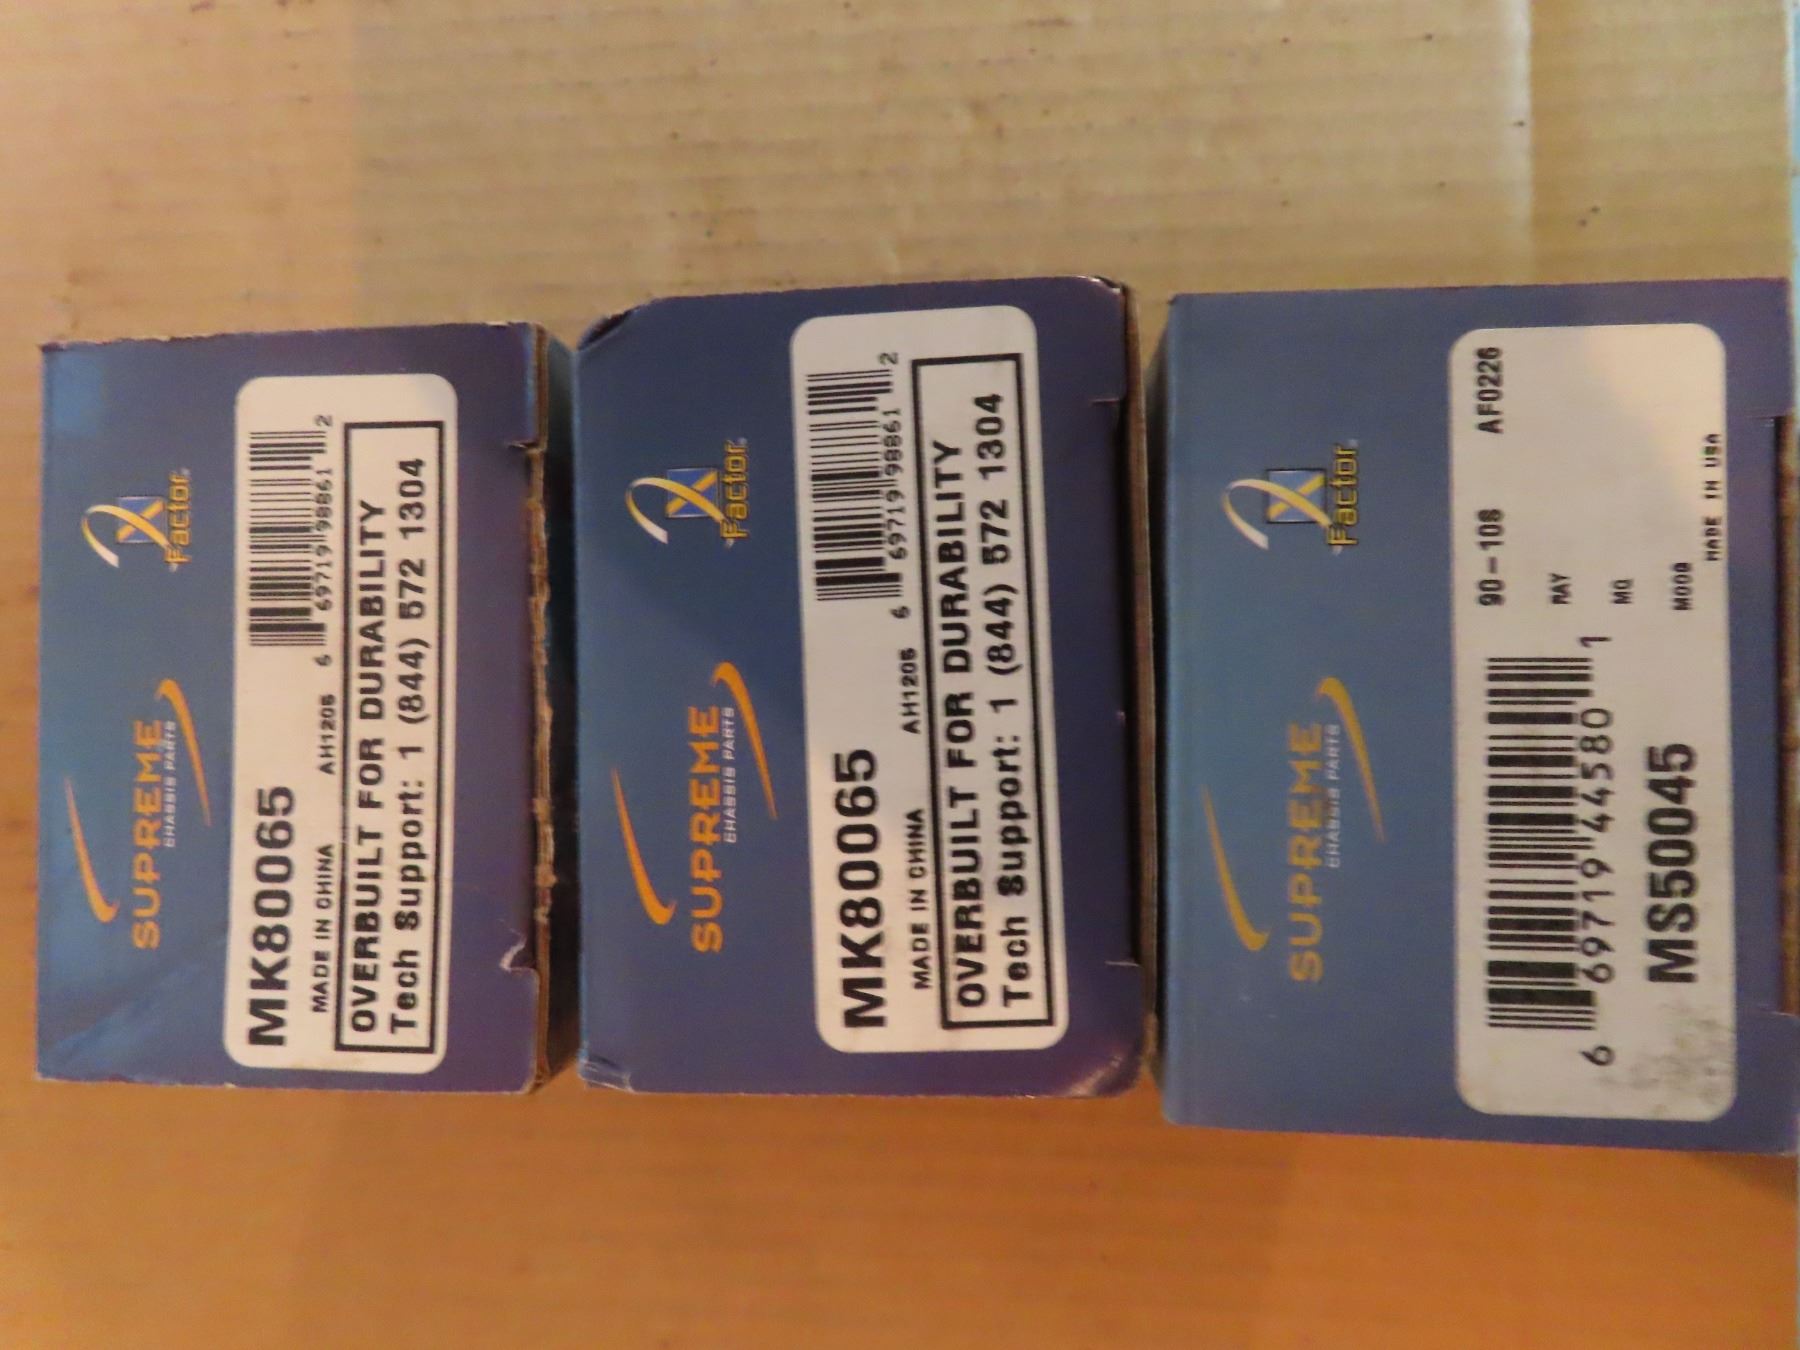 X
Factor
SUPREME
CHASSIS PARTS
MK80065
6 69719 98861 2
MADE IN CHINA AH1205
OVERBUILT FOR DURABILITY
Tech Support: 1 (844) 572 1304
X
Factor
SUPREME
CHASSIS PARTS
MK80065
6 69719 98861 2
MADE IN CHINA AH1205
OVERBUILT FOR DURABILITY
Tech Support: 1 (844) 572 1304
X
Factor
SUPREME
CHASSIS PARTS
90-108 AF0226
RAY
MQ
6 69719 44580 1
MOOB
MS50045
MADE IN USA